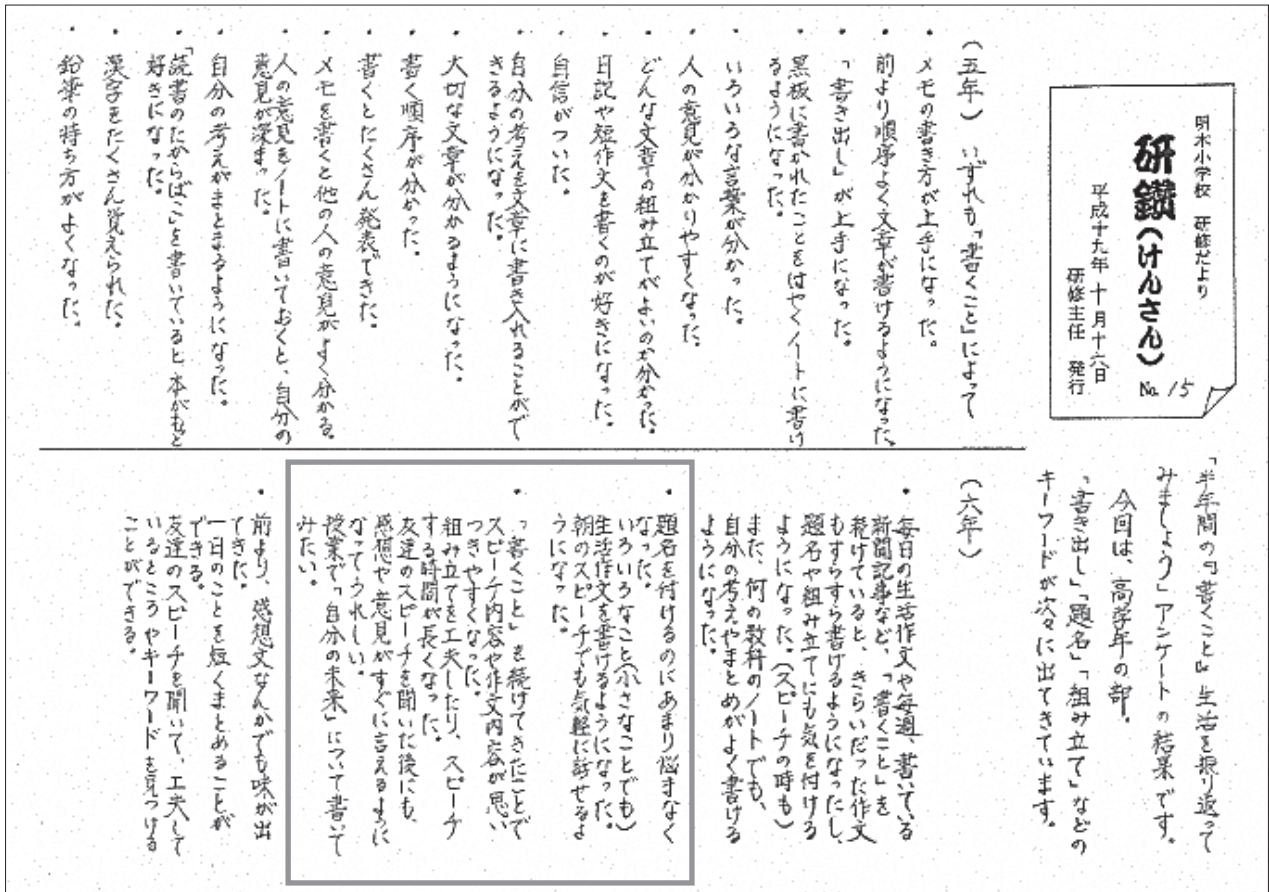 明木小学校 研修だより
研鑽(けんさん) No.15
平成十九年十月十六日
研修主任 発行
「半年間の『書くこと』生活を振り返って
みましょう」アンケートの結果です。
今回は、高学年の部。
「書き出し」「題名」「組み立て」などの
キーワードが次々に出てきています。
(五年) いずれも「書くこと」によって
・メモの書き方が上手になった。
・前より順序よく文章が書けるようになった。
・「書き出し」が上手になった。
・黒板に書かれたことをはやくノートに書け
るようになった。
・いろいろな言葉が分かった。
・人の意見が分かりやすくなった。
・どんな文章の組み立てがよいのか分かった。
・日記や短作文を書くのが好きになった。
・自信がついた。
・自分の考えを文章に書き入れることがで
きるようになった。
・大切な文章が分かるようになった。
・書く順序が分かった。
・書くとたくさん発表できた。
・メモを書くと他の人の意見がよく分かる。
・人の意見をノートに書いておくと、自分の
意見が深まった。
・自分の考えがまとまるようになった。
・「読書のたからばこ」を書いていると、本がもっと
好きになった。
・漢字をたくさん覚えられた。
・鉛筆の持ち方がよくなった。
(六年)
・毎日の生活作文や毎週、書いている
新聞記事など、「書くこと」を
続けていると、きらいだった作文
もすらすら書けるようになったし、
題名や組み立てにも気を付ける
ようになった。(スピーチの時も)
また、何の教科のノートでも、
自分の考えやまとめがよく書ける
ようになった。
・題名を付けるのにあまり悩まなく
なった。
いろいろなこと(小さなことでも)
生活作文を書けるようになった。
朝のスピーチでも気軽に話せるよ
うになった。
・「書くこと」を続けてきたことで
スピーチ内容や作文内容が思い
つきやすくなった。
組み立てを工夫したり、スピーチ
する時間が長くなった。
友達のスピーチを聞いた後にも、
感想や意見がすぐに言えるように
なってうれしい。
授業で「自分の未来」について書いて
みたい。
・前より、感想文なんかでも味が出
てきた。
一日のことを短くまとめることが
できる。
友達のスピーチを聞いて、工夫して
いるところやキーワードを見つける
ことができる。